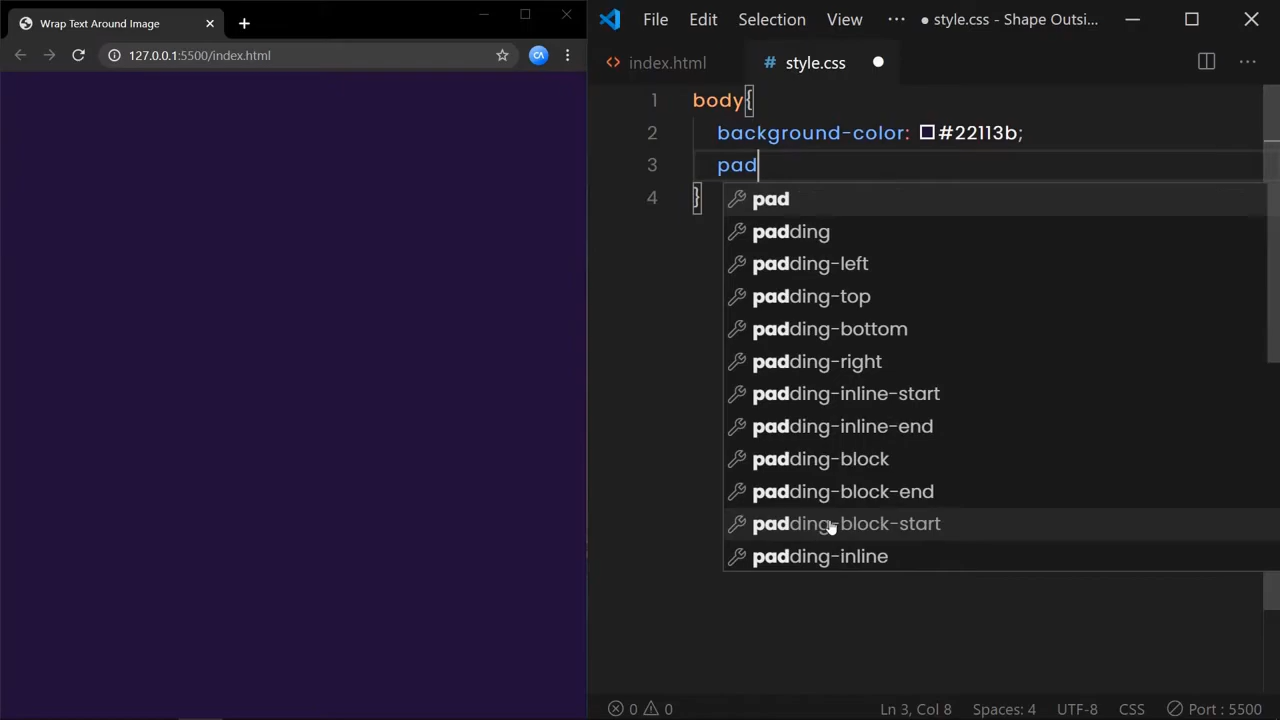 Wrap Text Around Image
127.0.0.1:5500/index.html
File Edit Selection View ··· ● style.css - Shape Outsi...
index.html
# style.css
1 body{
2 background-color: #22113b;
3 pad
4 }
pad
padding
padding-left
padding-top
padding-bottom
padding-right
padding-inline-start
padding-inline-end
padding-block
padding-block-end
padding-block-start
padding-inline
0 0 Ln 3, Col 8 Spaces: 4 UTF-8 CSS Port : 5500